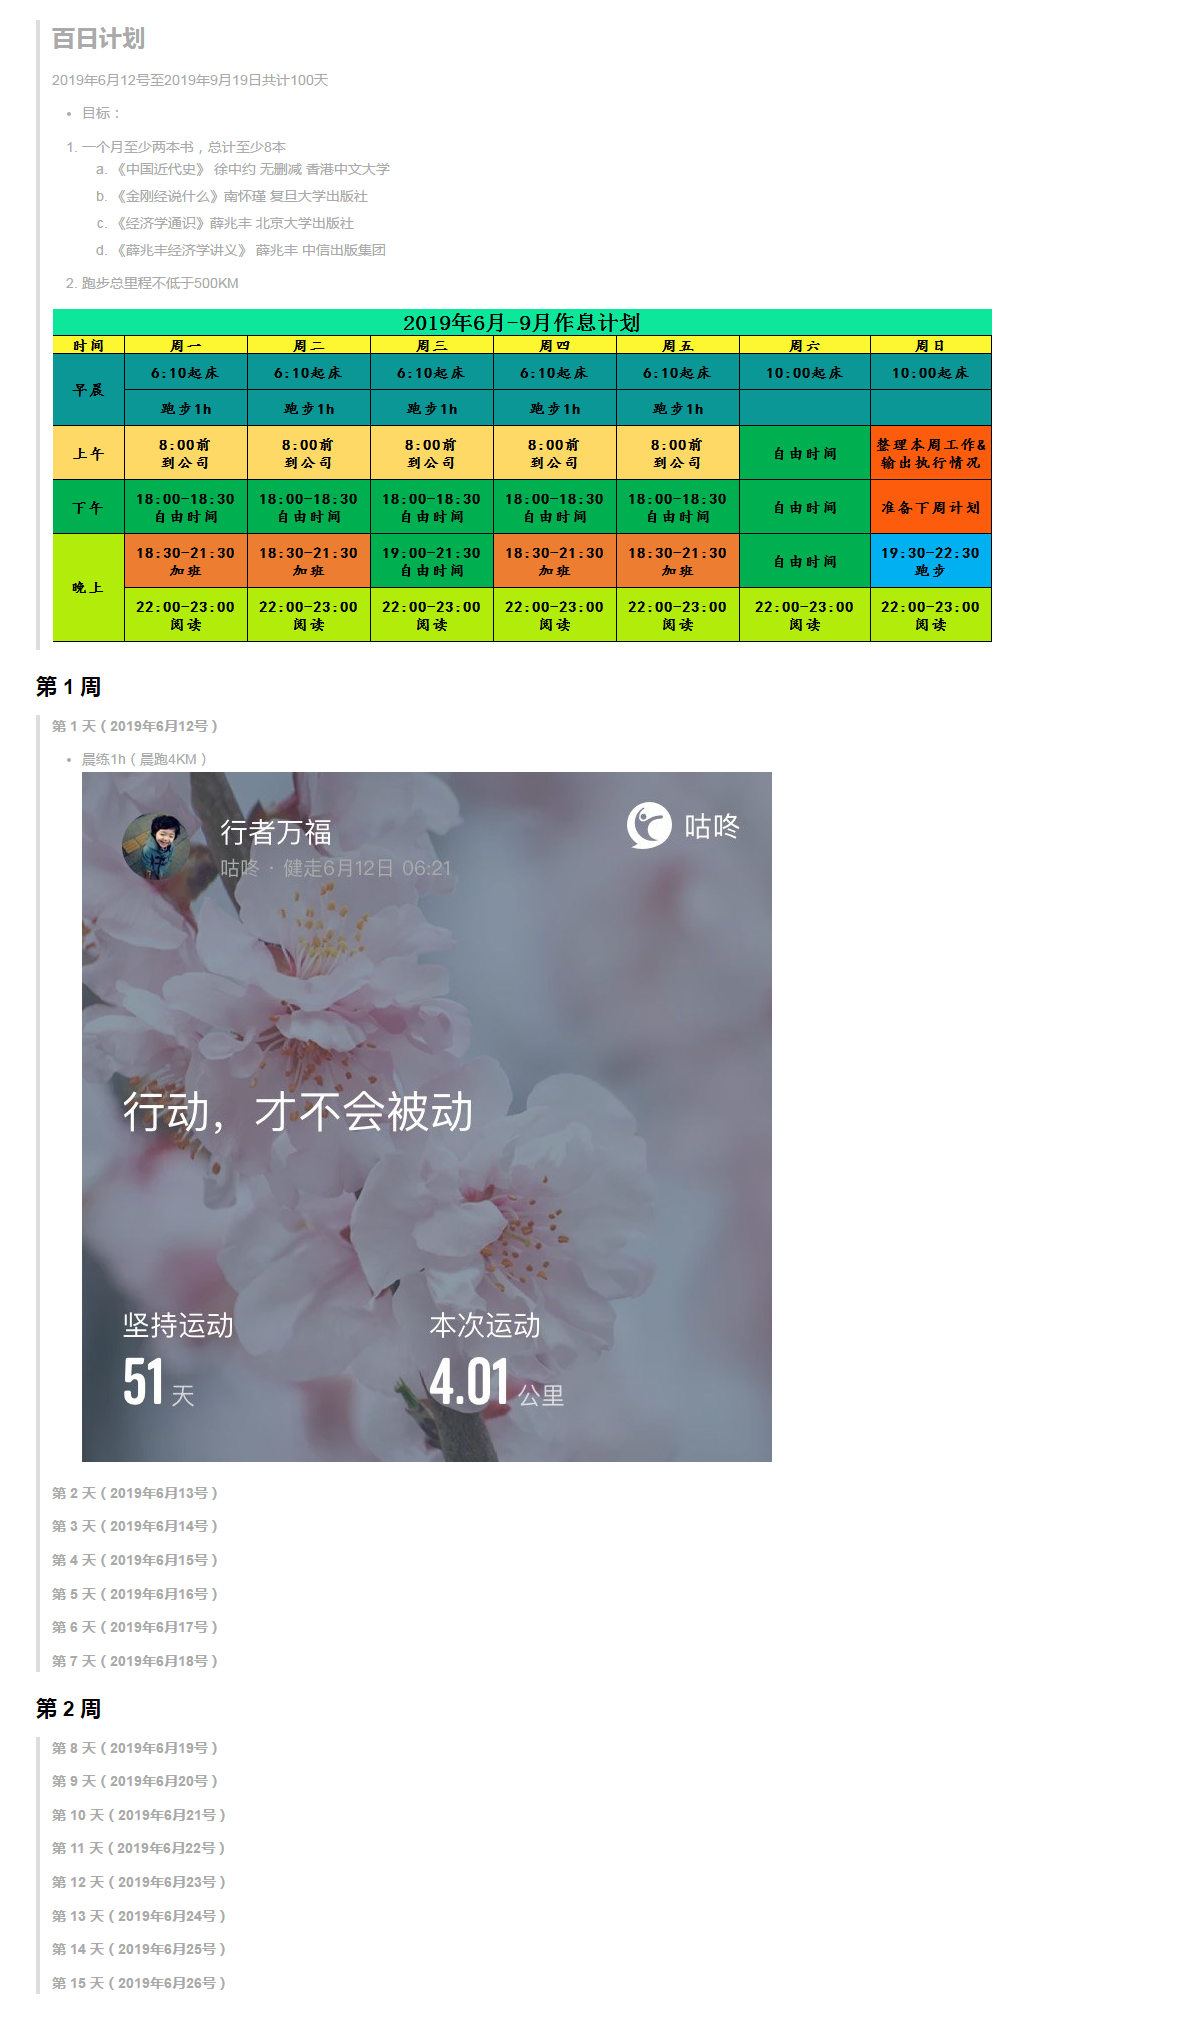 百日计划
2019年6月12号至2019年9月19日共计100天
• 目标：
1. 一个月至少两本书，总计至少8本
a. 《中国近代史》 徐中约 无删减 香港中文大学
b. 《金刚经说什么》南怀瑾 复旦大学出版社
c. 《经济学通识》薛兆丰 北京大学出版社
d. 《薛兆丰经济学讲义》 薛兆丰 中信出版集团
2. 跑步总里程不低于500KM
2019年6月-9月作息计划
时间 周一 周二 周三 周四 周五 周六 周日
早晨 6:10起床 6:10起床 6:10起床 6:10起床 6:10起床 10:00起床 10:00起床
跑步1h 跑步1h 跑步1h 跑步1h 跑步1h
上午 8:00前 8:00前 8:00前 8:00前 8:00前 自由时间 整理本周工作&
到公司 到公司 到公司 到公司 到公司 输出执行情况
下午 18:00-18:30 18:00-18:30 18:00-18:30 18:00-18:30 18:00-18:30 自由时间 准备下周计划
自由时间 自由时间 自由时间 自由时间 自由时间
晚上 18:30-21:30 18:30-21:30 19:00-21:30 18:30-21:30 18:30-21:30 自由时间 19:30-22:30
加班 加班 自由时间 加班 加班 跑步
22:00-23:00 22:00-23:00 22:00-23:00 22:00-23:00 22:00-23:00 22:00-23:00 22:00-23:00
阅读 阅读 阅读 阅读 阅读 阅读 阅读
第 1 周
第 1 天（2019年6月12号）
• 晨练1h（晨跑4KM）
行者万福
咕咚
咕咚 · 健走6月12日 06:21
行动，才不会被动
坚持运动 本次运动
51 天 4.01 公里
第 2 天（2019年6月13号）
第 3 天（2019年6月14号）
第 4 天（2019年6月15号）
第 5 天（2019年6月16号）
第 6 天（2019年6月17号）
第 7 天（2019年6月18号）
第 2 周
第 8 天（2019年6月19号）
第 9 天（2019年6月20号）
第 10 天（2019年6月21号）
第 11 天（2019年6月22号）
第 12 天（2019年6月23号）
第 13 天（2019年6月24号）
第 14 天（2019年6月25号）
第 15 天（2019年6月26号）